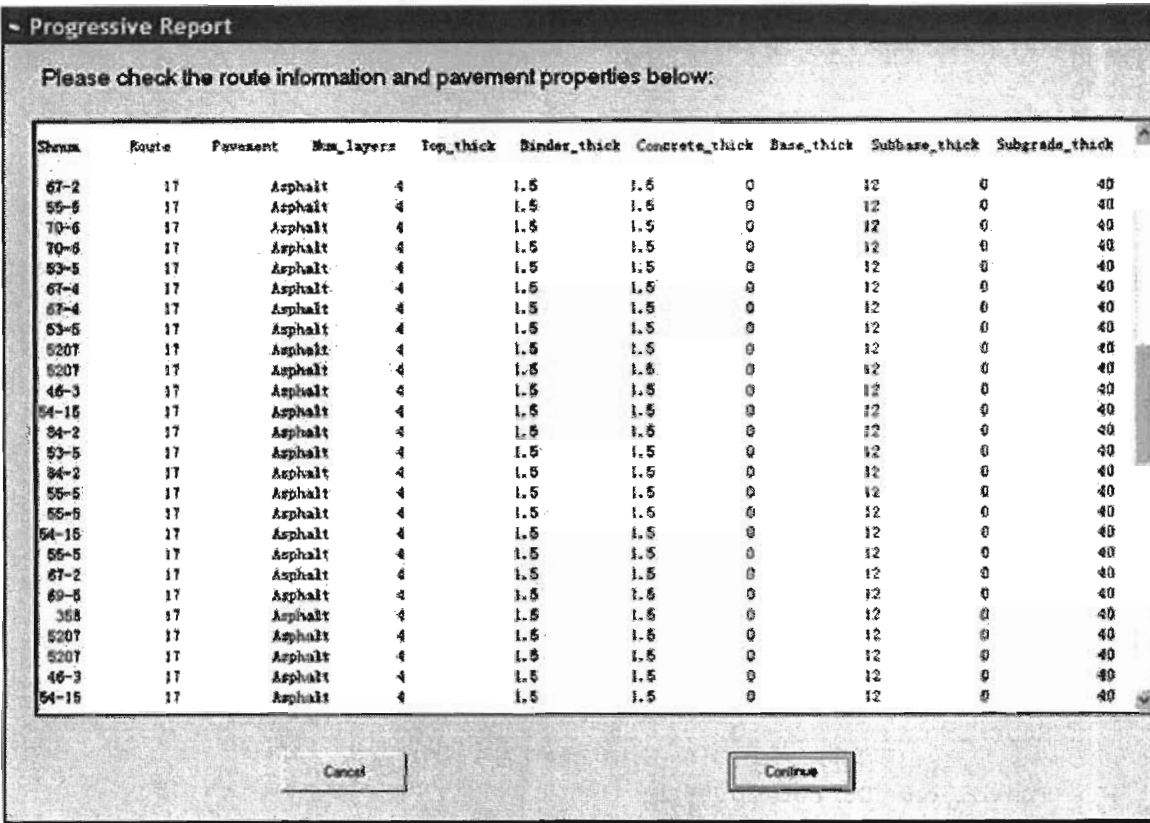 ~ Progressive Report
Please check the route information and pavement properties below:
Shrum Route Pavement Num_layers Top_thick Binder_thick Concrete_thick Base_thick Subbase_thick Subgrade_thick
67-2 17 Asphalt 4 1.5 1.5 0 12 0 40
55-5 17 Asphalt 4 1.5 1.5 0 12 0 40
70-6 17 Asphalt 4 1.5 1.5 0 12 0 40
70-6 17 Asphalt 4 1.5 1.5 0 12 0 40
53-5 17 Asphalt 4 1.5 1.5 0 12 0 40
67-4 17 Asphalt 4 1.5 1.5 0 12 0 40
67-4 17 Asphalt 4 1.5 1.5 0 12 0 40
53-5 17 Asphalt 4 1.5 1.5 0 12 0 40
5207 17 Asphalt 4 1.5 1.5 0 12 0 40
5207 17 Asphalt 4 1.5 1.5 0 12 0 40
46-3 17 Asphalt 4 1.5 1.5 0 12 0 40
54-15 17 Asphalt 4 1.5 1.5 0 12 0 40
84-2 17 Asphalt 4 1.5 1.5 0 12 0 40
53-5 17 Asphalt 4 1.5 1.5 0 12 0 40
84-2 17 Asphalt 4 1.5 1.5 0 12 0 40
55-5 17 Asphalt 4 1.5 1.5 0 12 0 40
55-5 17 Asphalt 4 1.5 1.5 0 12 0 40
54-15 17 Asphalt 4 1.5 1.5 0 12 0 40
55-5 17 Asphalt 4 1.5 1.5 0 12 0 40
67-2 17 Asphalt 4 1.5 1.5 0 12 0 40
69-5 17 Asphalt 4 1.5 1.5 0 12 0 40
358 17 Asphalt 4 1.5 1.5 0 12 0 40
5207 17 Asphalt 4 1.5 1.5 0 12 0 40
5207 17 Asphalt 4 1.5 1.5 0 12 0 40
46-3 17 Asphalt 4 1.5 1.5 0 12 0 40
54-15 17 Asphalt 4 1.5 1.5 0 12 0 40
Cancel Continue